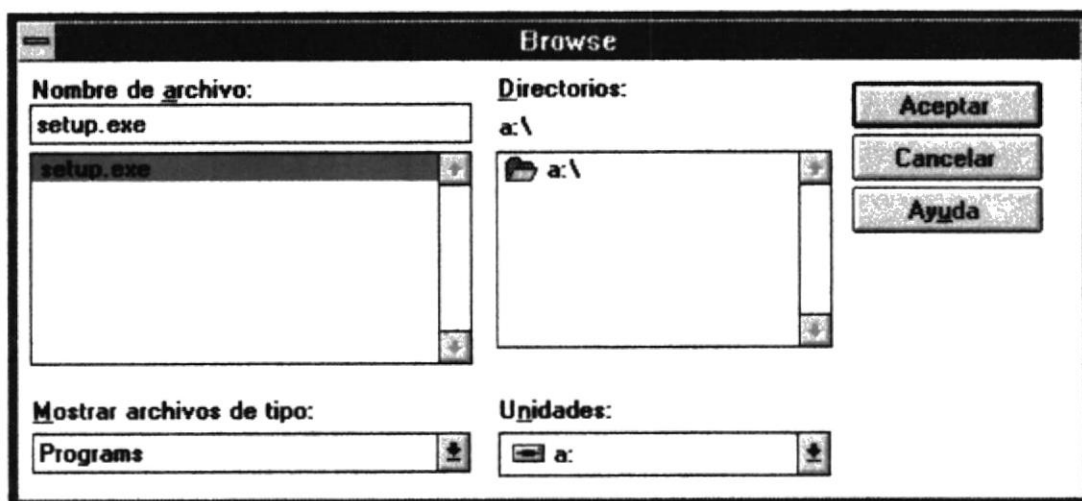 Browse
Nombre de archivo:
setup.exe
setup.exe
Directorios:
a:\
a:\
Aceptar
Cancelar
Ayuda
Mostrar archivos de tipo:
Programs
Unidades:
a: